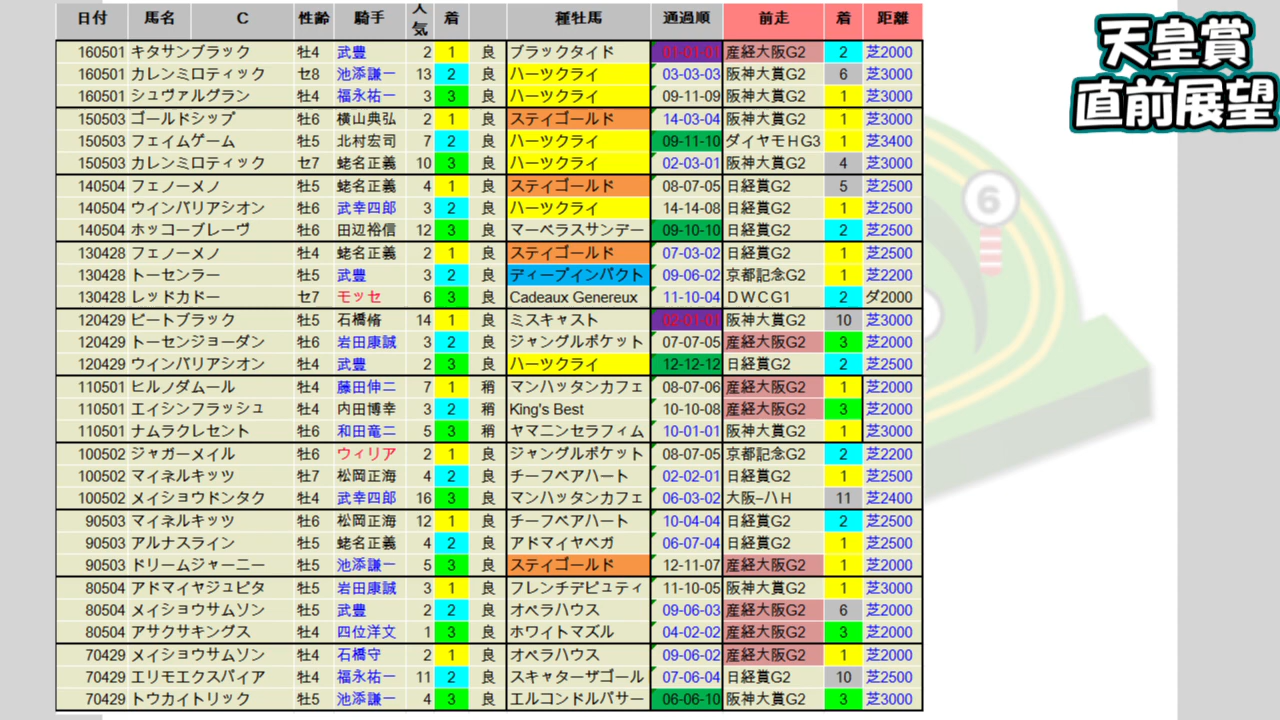 日付 馬名 C 性齢 騎手 人気 着 種牡馬 通過順 前走 着 距離
160501 キタサンブラック 牡4 武豊 2 1 良 ブラックタイド 01-01-01 産経大阪G2 2 芝2000
160501 カレンミロティック セ8 池添謙一 13 2 良 ハーツクライ 03-03-03 阪神大賞G2 6 芝3000
160501 シュヴァルグラン 牡4 福永祐一 3 3 良 ハーツクライ 09-11-09 阪神大賞G2 1 芝3000
150503 ゴールドシップ 牡6 横山典弘 2 1 良 ステイゴールド 14-03-04 阪神大賞G2 1 芝3000
150503 フェイムゲーム 牡5 北村宏司 7 2 良 ハーツクライ 09-11-10 ダイヤモHG3 1 芝3400
150503 カレンミロティック セ7 蛯名正義 10 3 良 ハーツクライ 02-03-01 阪神大賞G2 4 芝3000
140504 フェノーメノ 牡5 蛯名正義 4 1 良 ステイゴールド 08-07-05 日経賞G2 5 芝2500
140504 ウインバリアシオン 牡6 武幸四郎 3 2 良 ハーツクライ 14-14-08 日経賞G2 1 芝2500
140504 ホッコーブレーヴ 牡6 田辺裕信 12 3 良 マーベラスサンデー 09-10-10 日経賞G2 2 芝2500
130428 フェノーメノ 牡4 蛯名正義 2 1 良 ステイゴールド 07-03-02 日経賞G2 1 芝2500
130428 トーセンラー 牡5 武豊 3 2 良 ディープインパクト 09-06-02 京都記念G2 1 芝2200
130428 レッドカドー セ7 モッセ 6 3 良 Cadeaux Genereux 11-10-04 DWCG1 2 ダ2000
120429 ビートブラック 牡5 石橋脩 14 1 良 ミスキャスト 02-01-01 阪神大賞G2 10 芝3000
120429 トーセンジョーダン 牡6 岩田康誠 3 2 良 ジャングルポケット 07-07-05 産経大阪G2 3 芝2000
120429 ウインバリアシオン 牡4 武豊 2 3 良 ハーツクライ 12-12-12 日経賞G2 2 芝2500
110501 ヒルノダムール 牡4 藤田伸二 7 1 稍 マンハッタンカフェ 08-07-06 産経大阪G2 1 芝2000
110501 エイシンフラッシュ 牡4 内田博幸 3 2 稍 King's Best 10-10-08 産経大阪G2 3 芝2000
110501 ナムラクレセント 牡6 和田竜二 5 3 稍 ヤマニンセラフィム 10-01-01 阪神大賞G2 1 芝3000
100502 ジャガーメイル 牡6 ウィリア 2 1 良 ジャングルポケット 08-07-05 京都記念G2 2 芝2200
100502 マイネルキッツ 牡7 松岡正海 4 2 良 チーフベアハート 02-02-01 日経賞G2 1 芝2500
100502 メイショウドンタク 牡4 武幸四郎 16 3 良 マンハッタンカフェ 06-03-02 大阪-ハH 11 芝2400
90503 マイネルキッツ 牡6 松岡正海 12 1 良 チーフベアハート 10-04-04 日経賞G2 2 芝2500
90503 アルナスライン 牡5 蛯名正義 4 2 良 アドマイヤベガ 06-07-04 日経賞G2 1 芝2500
90503 ドリームジャーニー 牡5 池添謙一 5 3 良 ステイゴールド 12-11-07 産経大阪G2 1 芝2000
80504 アドマイヤジュピタ 牡5 岩田康誠 3 1 良 フレンチデピュティ 11-10-05 阪神大賞G2 1 芝3000
80504 メイショウサムソン 牡5 武豊 2 2 良 オペラハウス 09-06-03 産経大阪G2 6 芝2000
80504 アサクサキングス 牡4 四位洋文 1 3 良 ホワイトマズル 04-02-02 産経大阪G2 3 芝2000
70429 メイショウサムソン 牡4 石橋守 2 1 良 オペラハウス 09-06-02 産経大阪G2 1 芝2000
70429 エリモエクスパイア 牡4 福永祐一 11 2 良 スキャターザゴール 07-06-04 日経賞G2 10 芝2500
70429 トウカイトリック 牡5 池添謙一 4 3 良 エルコンドルパサー 06-06-10 阪神大賞G2 3 芝3000
天皇賞
直前展望
6